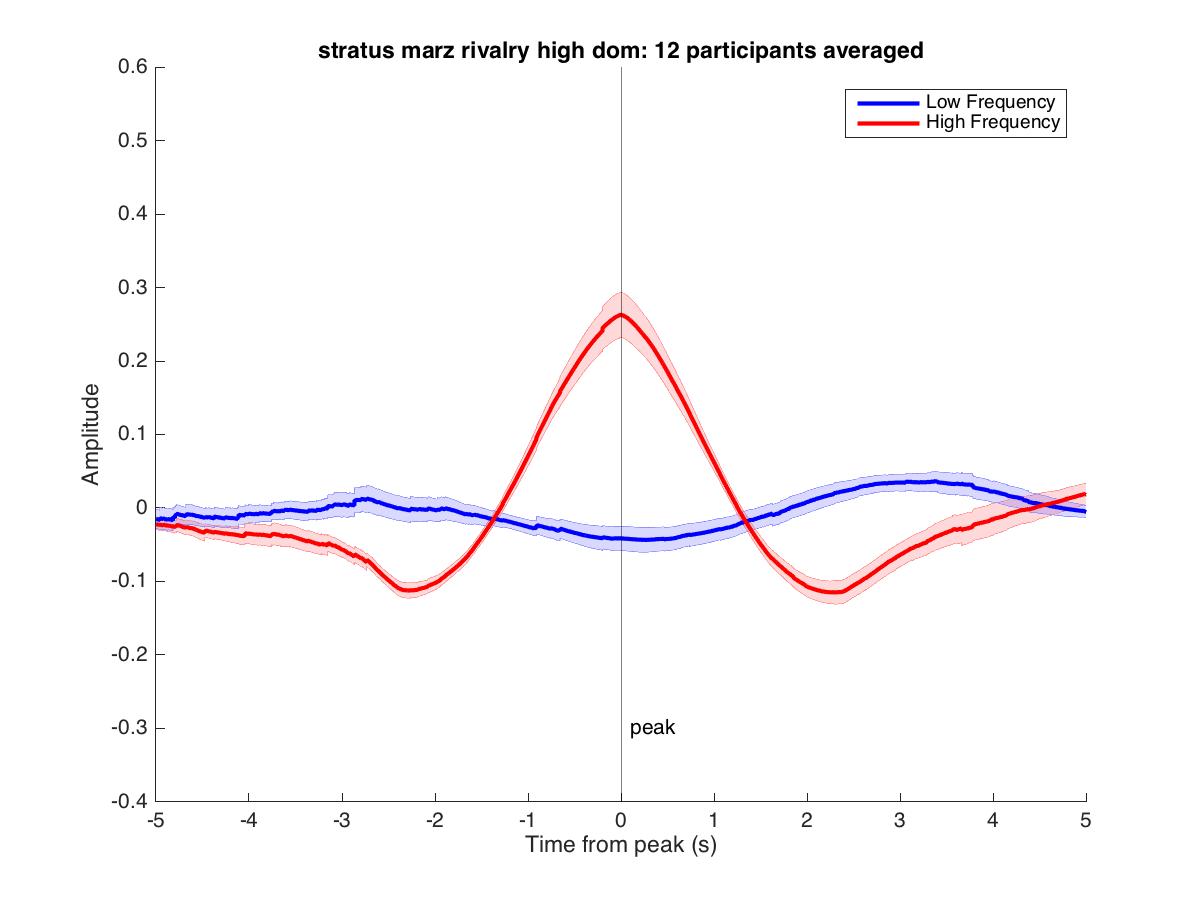 stratus marz rivalry high dom: 12 participants averaged
0.6
0.5
0.4
0.3
0.2
0.1
0
-0.1
-0.2
-0.3
-0.4
Amplitude
Low Frequency
High Frequency
peak
-5 -4 -3 -2 -1 0 1 2 3 4 5
Time from peak (s)